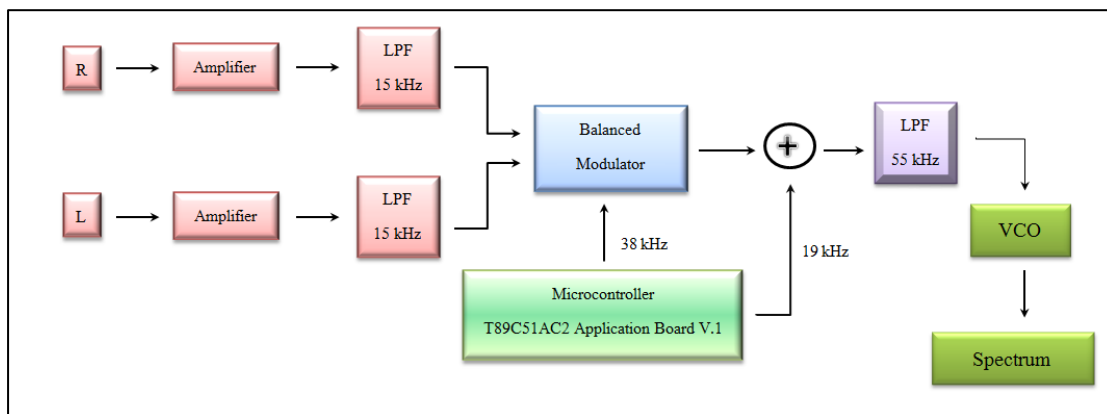 R
Amplifier
LPF
15 kHz
L
Amplifier
LPF
15 kHz
Balanced
Modulator
38 kHz
Microcontroller
T89C51AC2 Application Board V.1
+
19 kHz
LPF
55 kHz
VCO
Spectrum